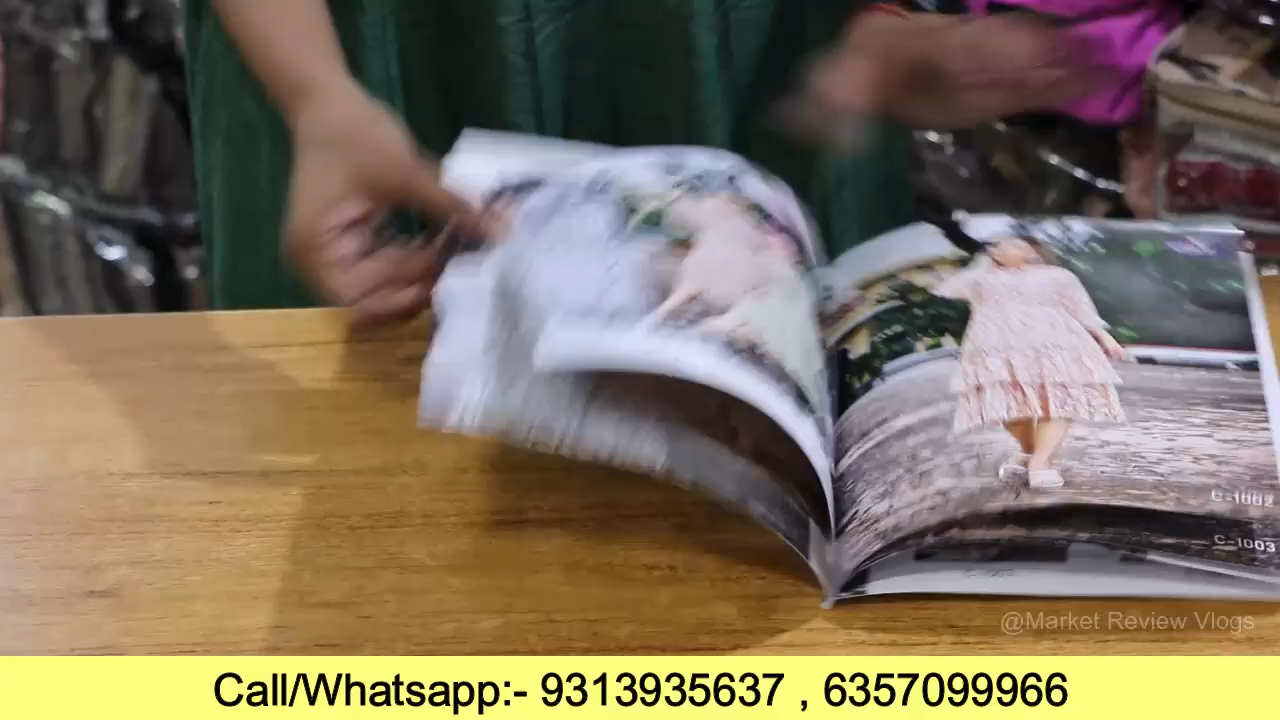 C-1002
C-1003
@Market Review Vlogs
Call/Whatsapp:- 9313935637 , 6357099966